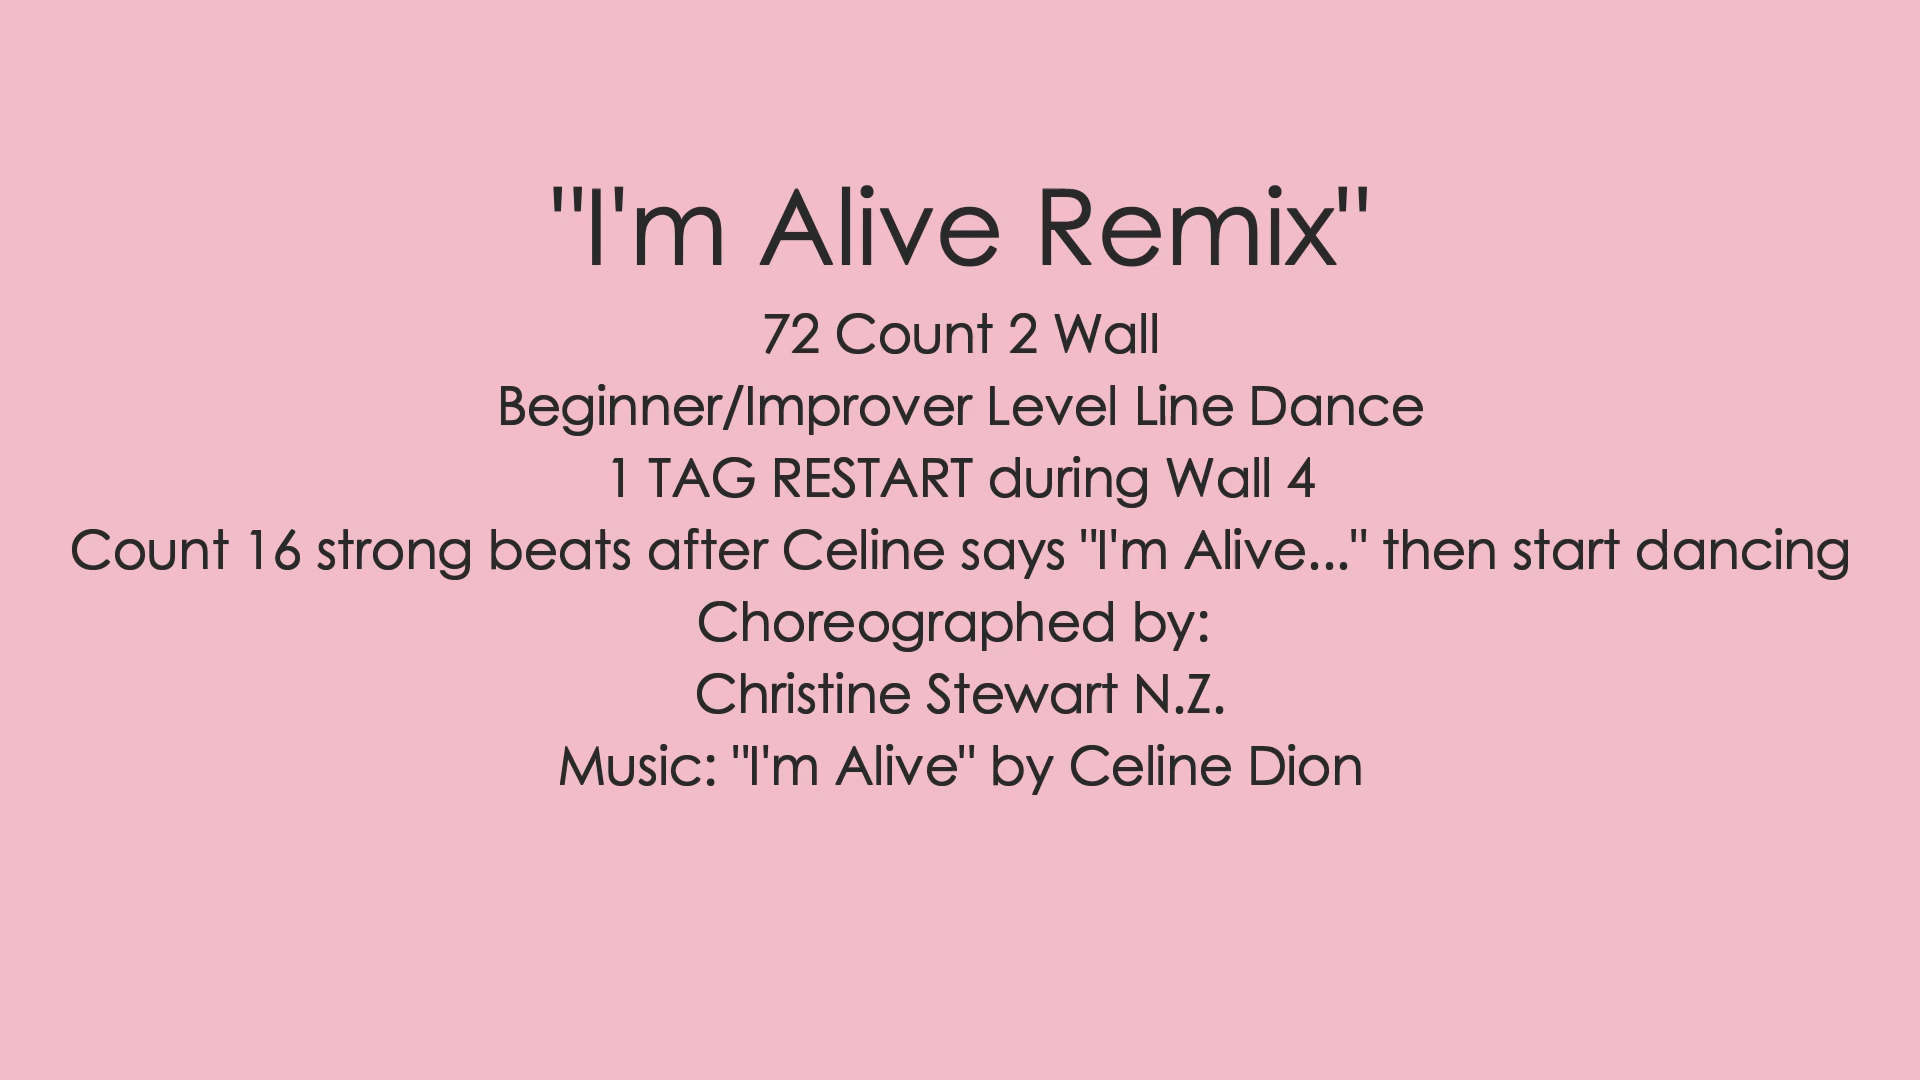 "I'm Alive Remix"
72 Count 2 Wall
Beginner/Improver Level Line Dance
1 TAG RESTART during Wall 4
Count 16 strong beats after Celine says "I'm Alive..." then start dancing
Choreographed by:
Christine Stewart N.Z.
Music: "I'm Alive" by Celine Dion